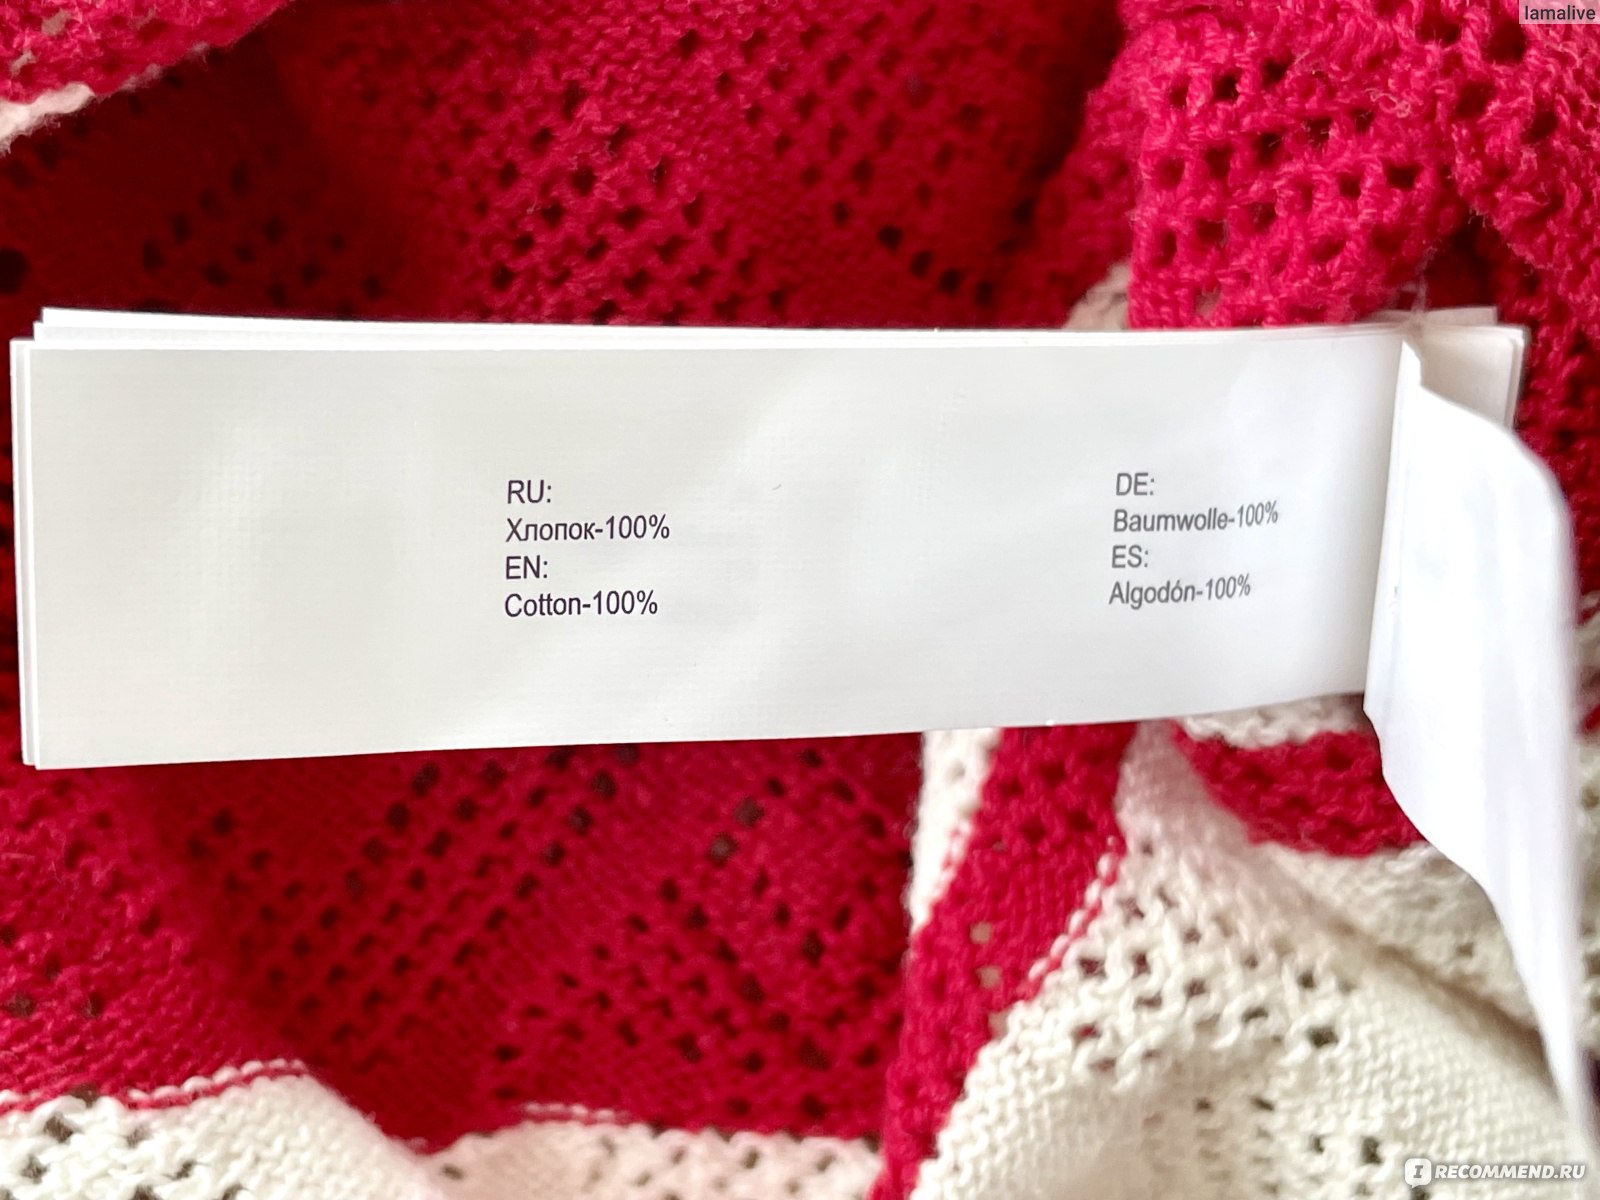 lamalive
RU:
Хлопок-100%
EN:
Cotton-100%
DE:
Baumwolle-100%
ES:
Algodón-100%
I RECOMMEND.RU